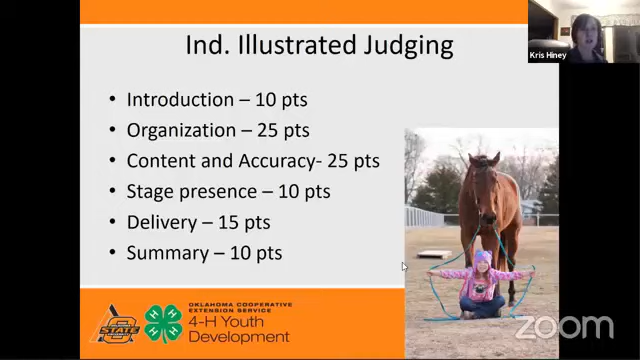 Ind. Illustrated Judging
Kris Hiney
• Introduction – 10 pts
• Organization – 25 pts
• Content and Accuracy- 25 pts
• Stage presence – 10 pts
• Delivery – 15 pts
• Summary – 10 pts
STATE
H H
H H
OKLAHOMA COOPERATIVE
EXTENSION SERVICE
4-H Youth
Development
zoom